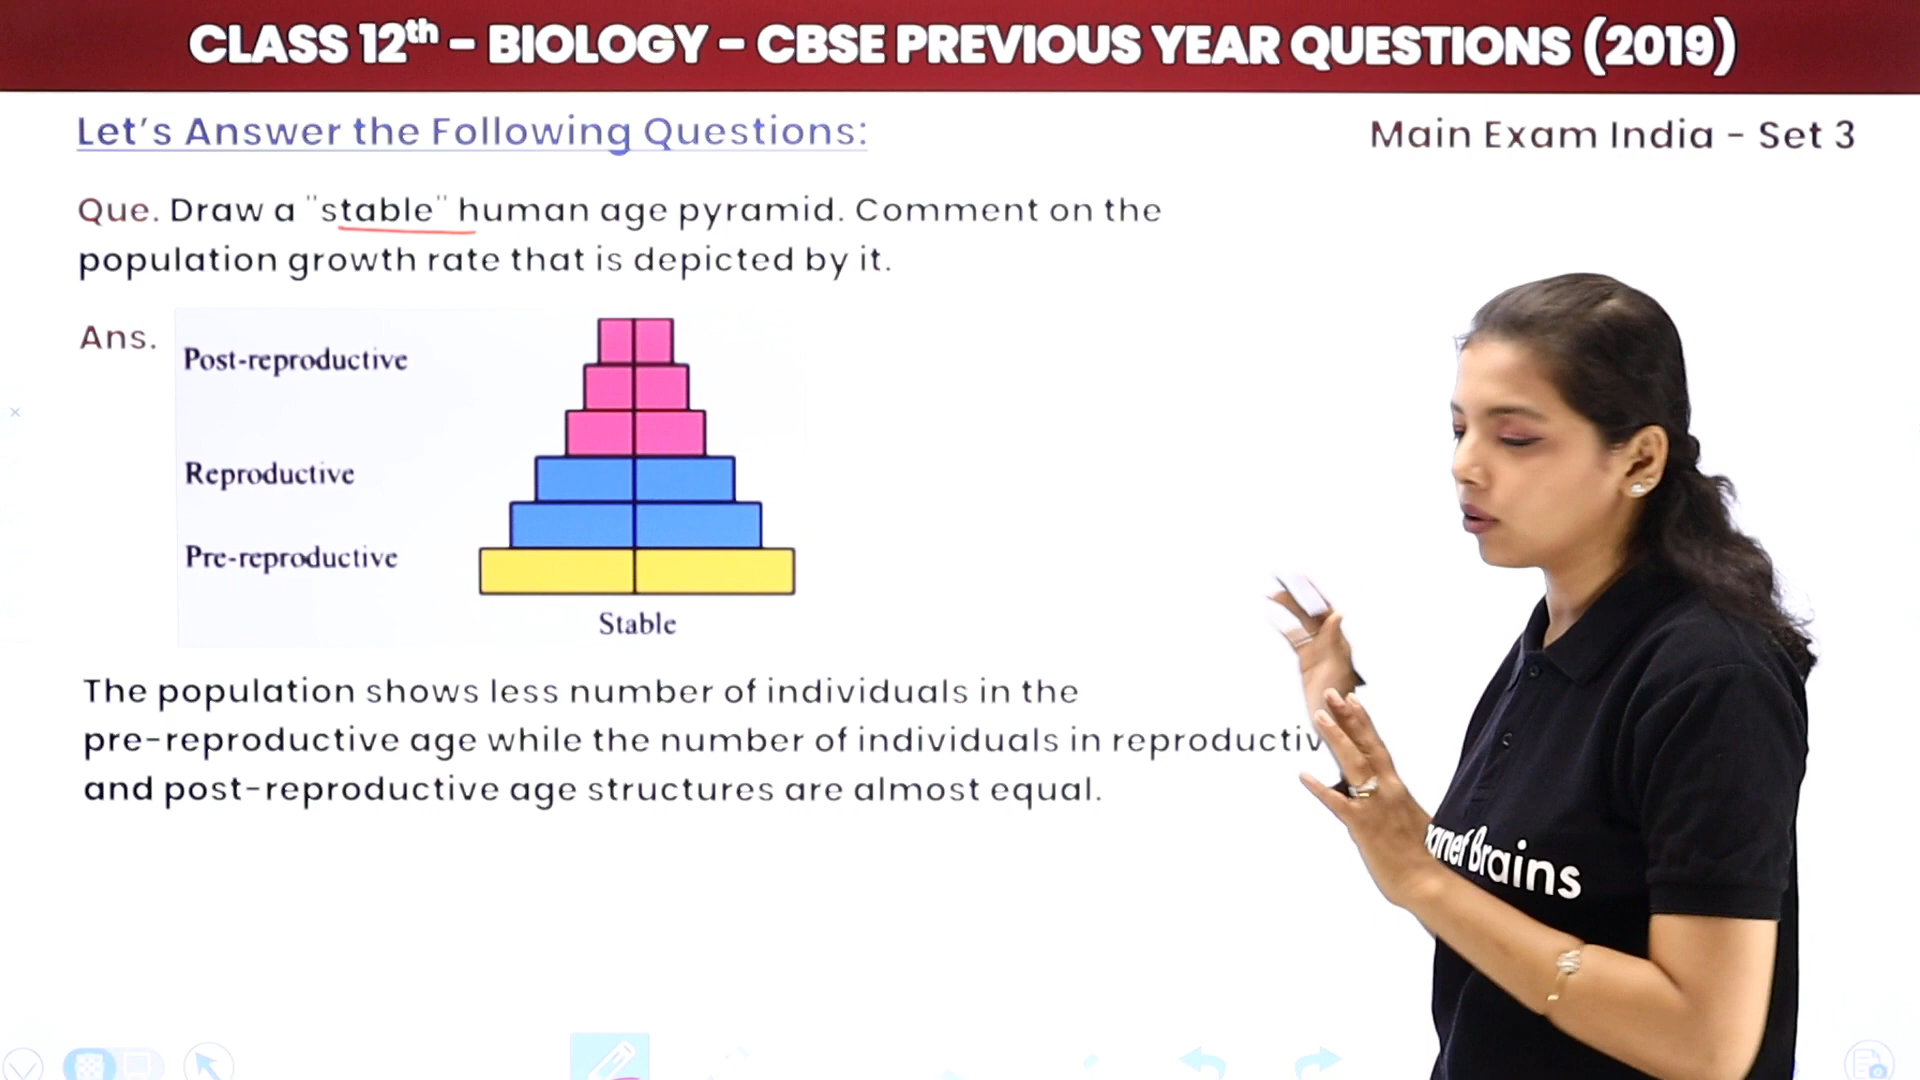 CLASS 12th - BIOLOGY - CBSE PREVIOUS YEAR QUESTIONS (2019)
Let's Answer the Following Questions:
Main Exam India - Set 3
Que. Draw a "stable" human age pyramid. Comment on the
population growth rate that is depicted by it.
Ans.
Post-reproductive
Reproductive
Pre-reproductive
Stable
The population shows less number of individuals in the
pre-reproductive age while the number of individuals in reproductiv
and post-reproductive age structures are almost equal.
Brains